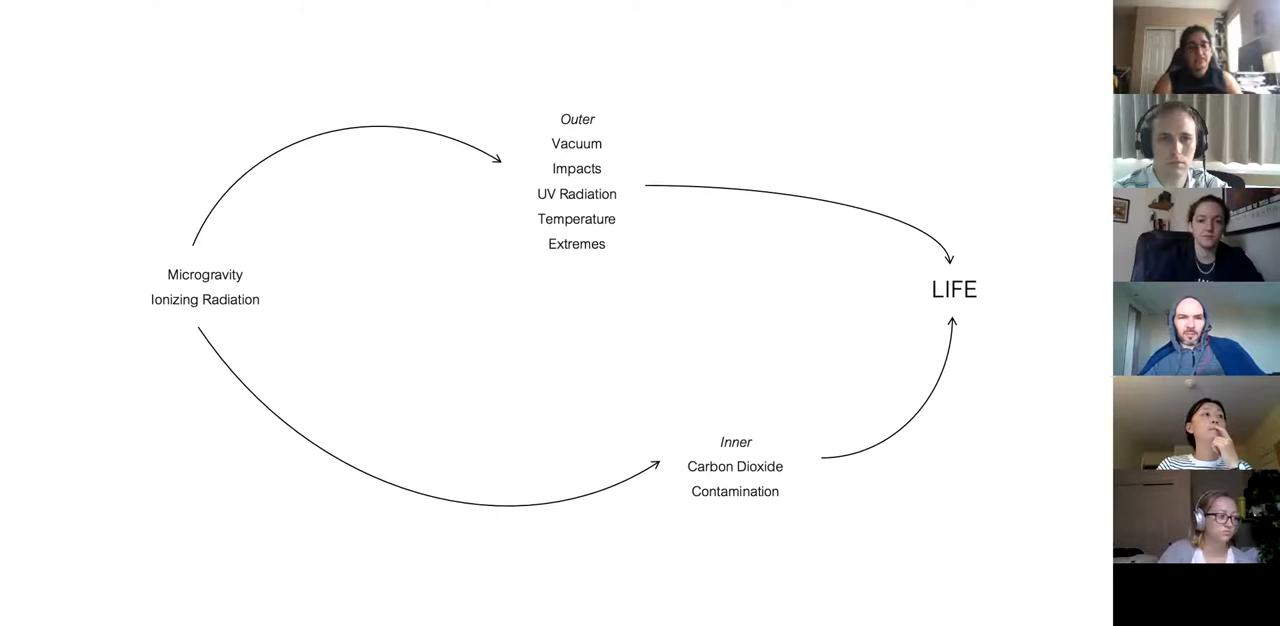 Outer
Vacuum
Impacts
UV Radiation
Temperature
Extremes
Microgravity
Ionizing Radiation
LIFE
Inner
Carbon Dioxide
Contamination